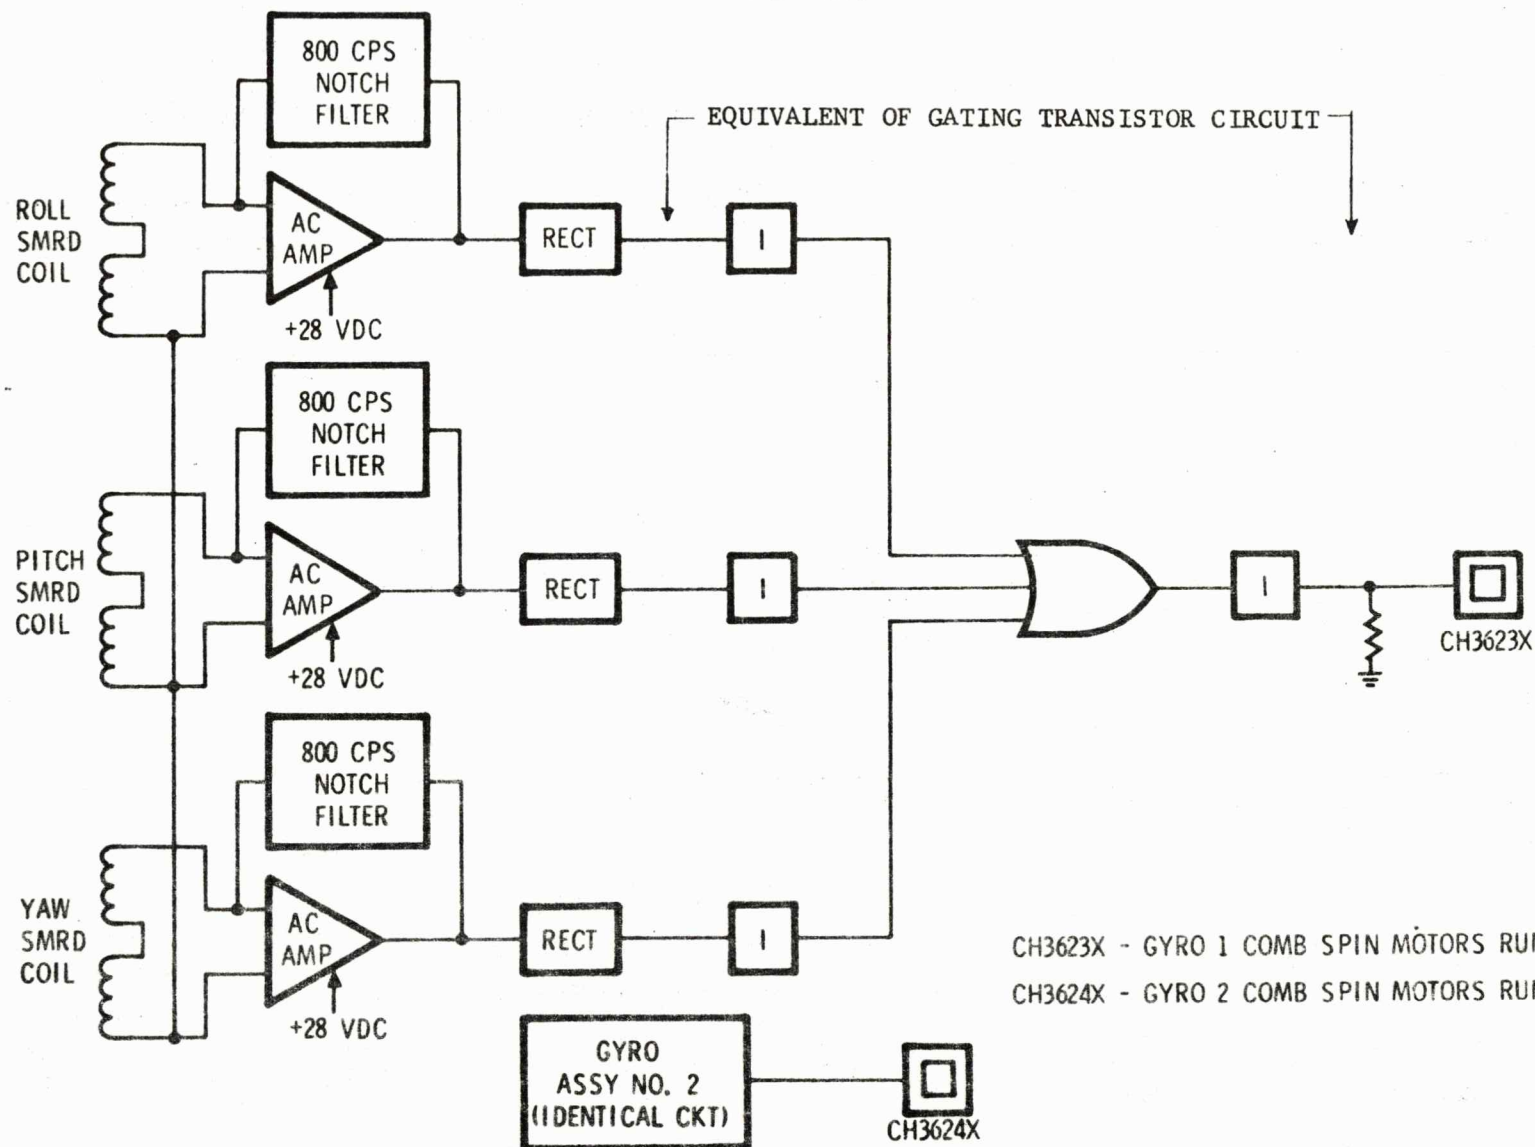 800 CPS
NOTCH
FILTER
EQUIVALENT OF GATING TRANSISTOR CIRCUIT
ROLL
SMRD
COIL
AC
AMP
RECT
I
+28 VDC
800 CPS
NOTCH
FILTER
PITCH
SMRD
COIL
AC
AMP
RECT
I
I
CH3623X
+28 VDC
800 CPS
NOTCH
FILTER
YAW
SMRD
COIL
AC
AMP
RECT
I
+28 VDC
CH3623X - GYRO 1 COMB SPIN MOTORS RU
CH3624X - GYRO 2 COMB SPIN MOTORS RU
GYRO
ASSY NO. 2
(IDENTICAL CKT)
CH3624X